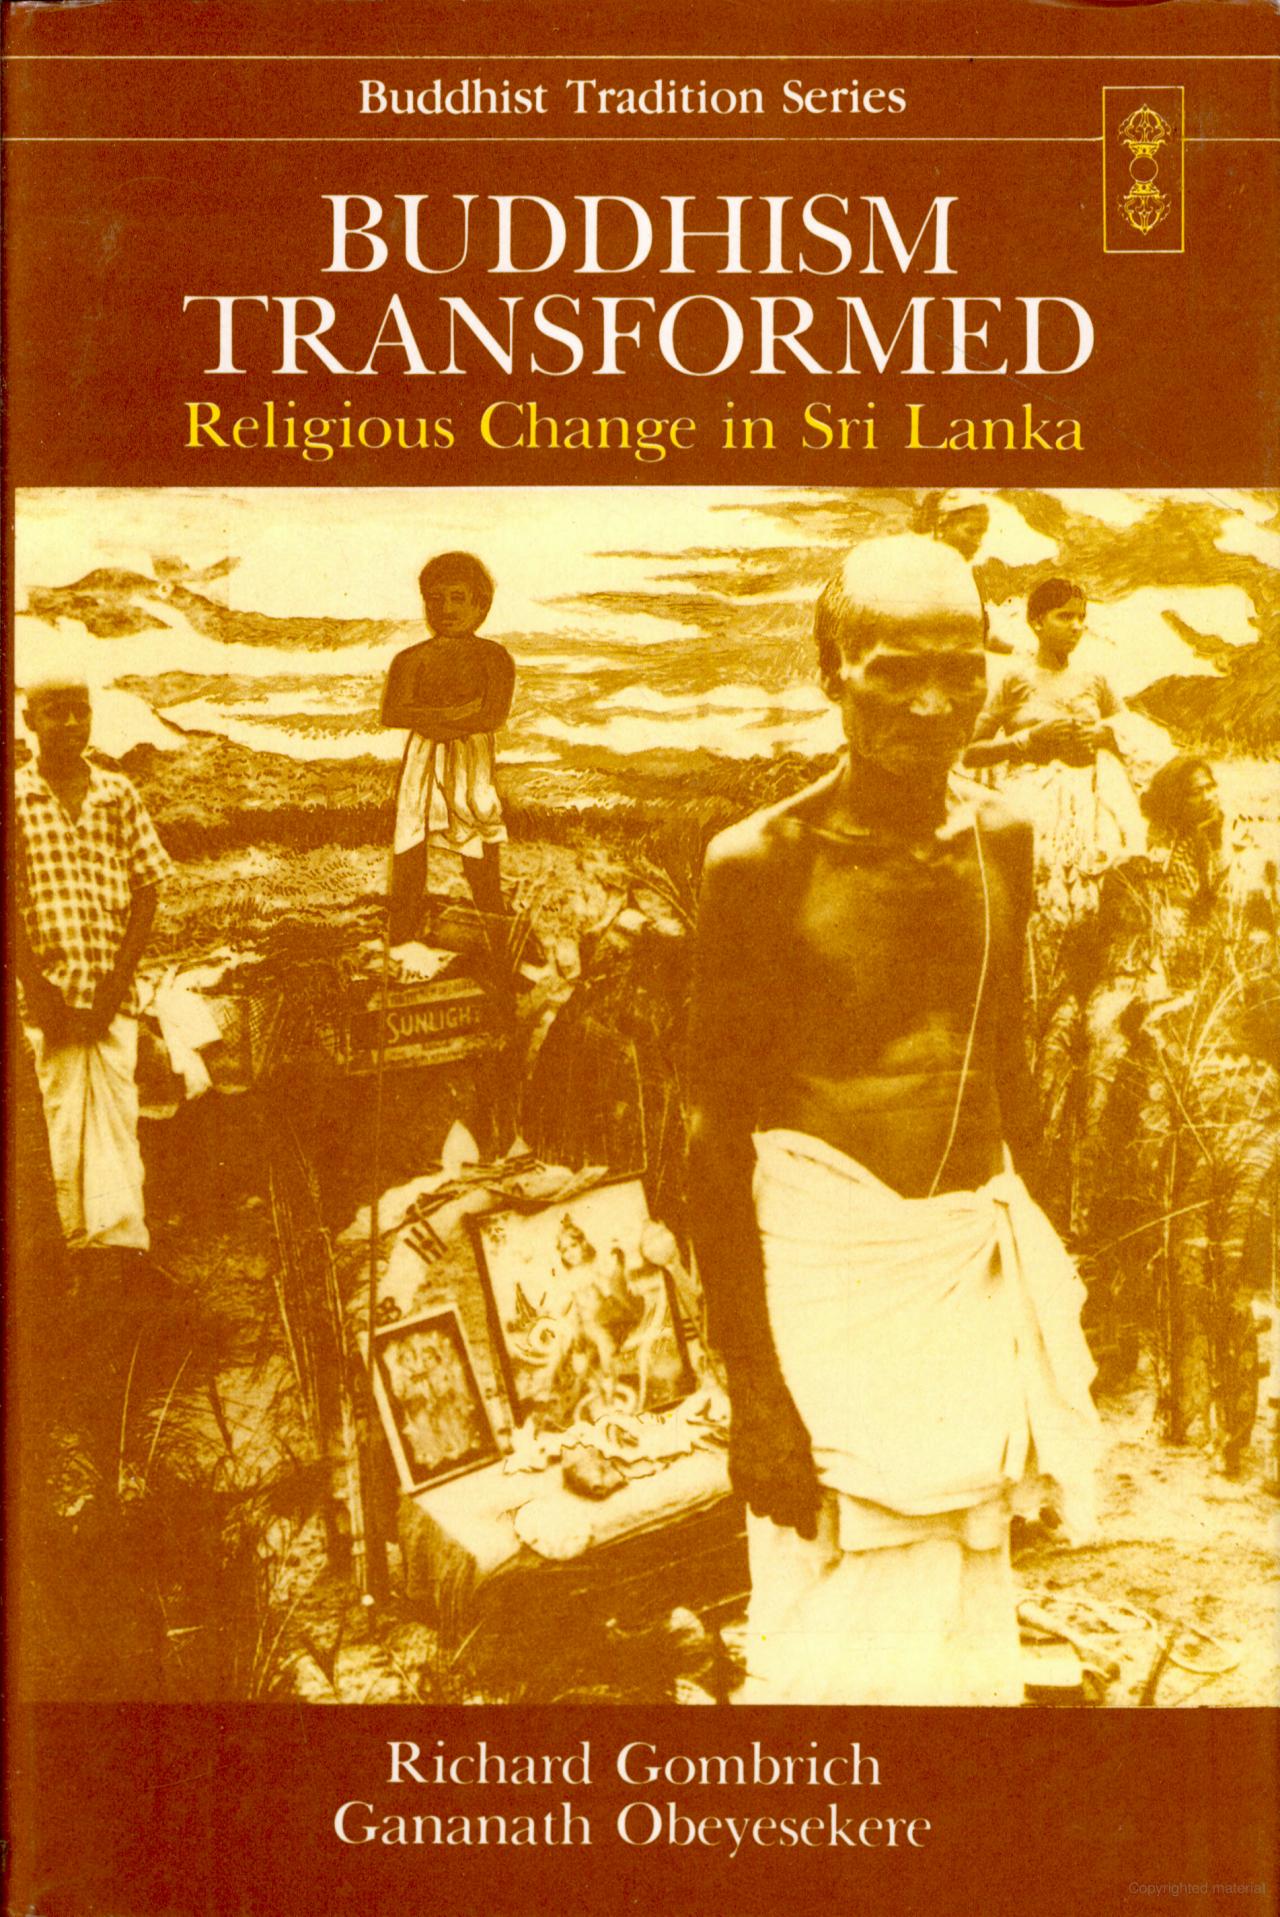 Buddhist Tradition Series
BUDDHISM
TRANSFORMED
Religious Change in Sri Lanka
SUNLIGHT
Richard Gombrich
Gananath Obeyesekere
Copyrighted material